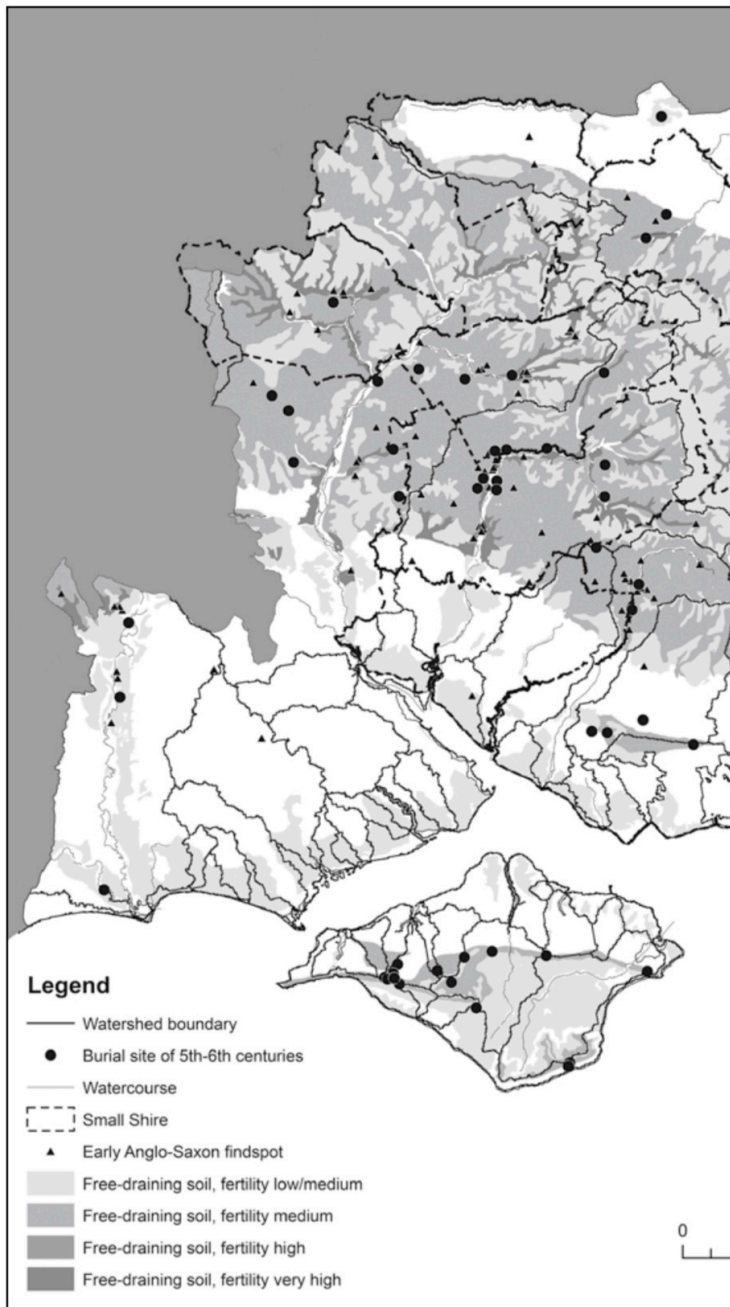 Legend
Watershed boundary
Burial site of 5th-6th centuries
Watercourse
Small Shire
Early Anglo-Saxon findspot
Free-draining soil, fertility low/medium
Free-draining soil, fertility medium
Free-draining soil, fertility high
Free-draining soil, fertility very high
0